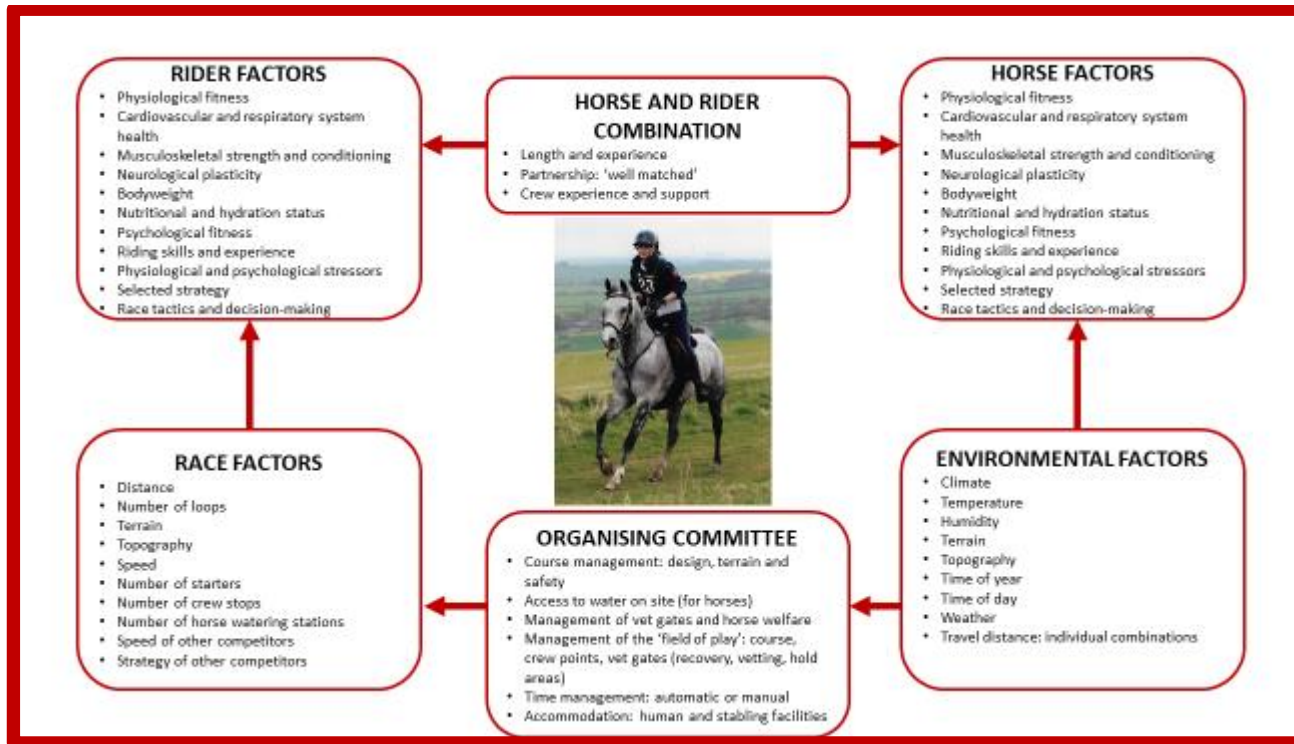 RIDER FACTORS
• Physiological fitness
• Cardiovascular and respiratory system
health
• Musculoskeletal strength and conditioning
• Neurological plasticity
• Bodyweight
• Nutritional and hydration status
• Psychological fitness
• Riding skills and experience
• Physiological and psychological stressors
• Selected strategy
• Race tactics and decision-making
HORSE AND RIDER
COMBINATION
• Length and experience
• Partnership: ‘well matched’
• Crew experience and support
HORSE FACTORS
• Physiological fitness
• Cardiovascular and respiratory system
health
• Musculoskeletal strength and conditioning
• Neurological plasticity
• Bodyweight
• Nutritional and hydration status
• Psychological fitness
• Riding skills and experience
• Physiological and psychological stressors
• Selected strategy
• Race tactics and decision-making
RACE FACTORS
• Distance
• Number of loops
• Terrain
• Topography
• Speed
• Number of starters
• Number of crew stops
• Number of horse watering stations
• Speed of other competitors
• Strategy of other competitors
ORGANISING COMMITTEE
• Course management: design, terrain and
safety
• Access to water on site (for horses)
• Management of vet gates and horse welfare
• Management of the ‘field of play’: course,
crew points, vet gates (recovery, vetting, hold
areas)
• Time management: automatic or manual
• Accommodation: human and stabling facilities
ENVIRONMENTAL FACTORS
• Climate
• Temperature
• Humidity
• Terrain
• Topography
• Time of year
• Time of day
• Weather
• Travel distance: individual combinations